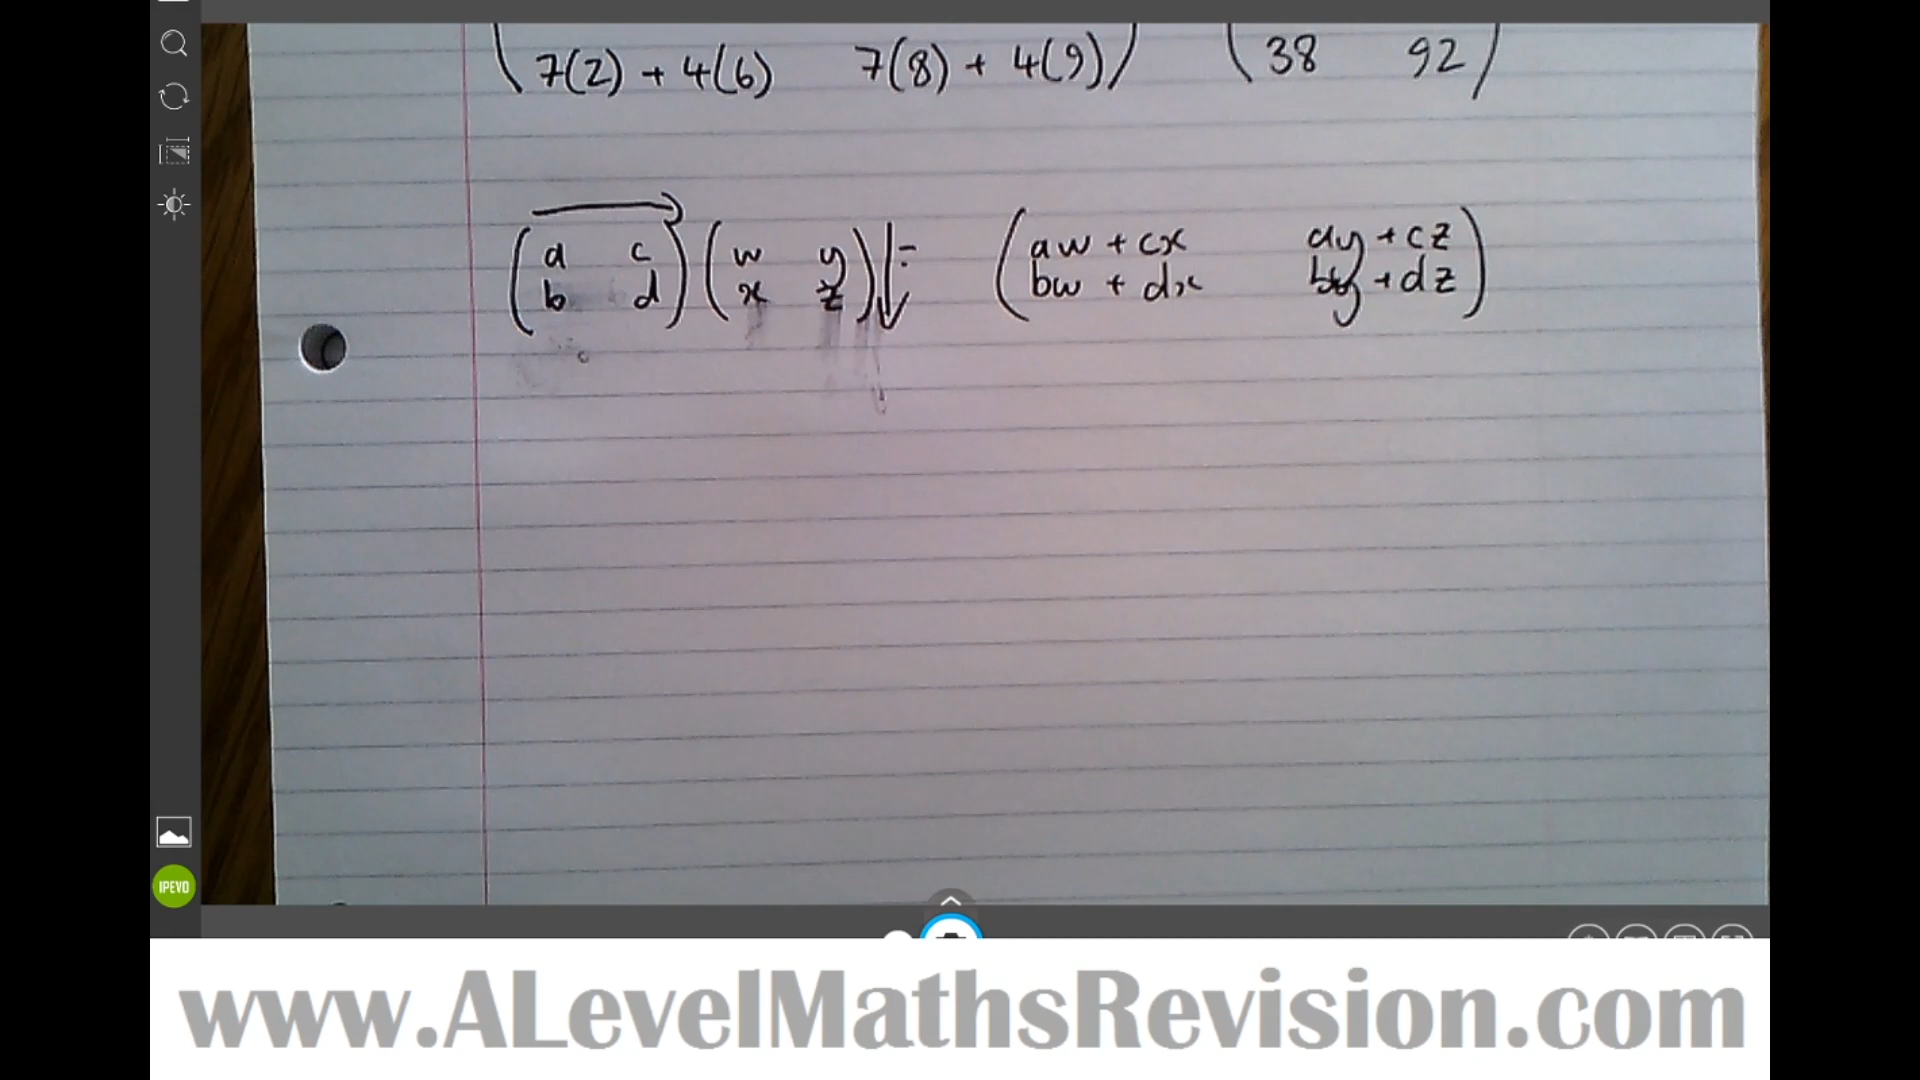 7(2) + 4(6) 7(8) + 4(9) 38 92
(a c) (w y) = (aw + cx ay + cz)
(b d) (x z) (bw + dx by + dz)
IPEVO
www.ALevelMathsRevision.com